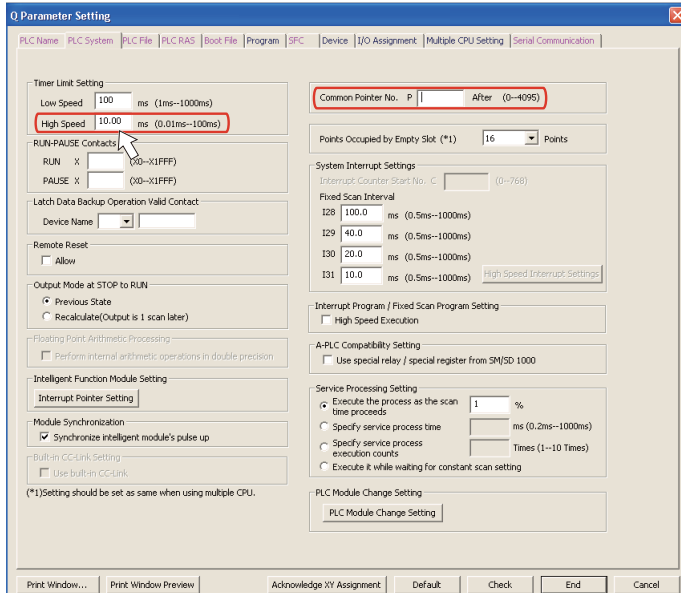 Q Parameter Setting
PLC Name PLC System PLC File PLC RAS Boot File Program SFC Device I/O Assignment Multiple CPU Setting Serial Communication
Timer Limit Setting
Low Speed 100 ms (1ms--1000ms)
High Speed 10.00 ms (0.01ms--100ms)
RUN-PAUSE Contacts
RUN X (X0--X1FFF)
PAUSE X (X0--X1FFF)
Latch Data Backup Operation Valid Contact
Device Name
Remote Reset
Allow
Output Mode at STOP to RUN
Previous State
Recalculate(Output is 1 scan later)
Floating Point Arithmetic Processing
Perform internal arithmetic operations in double precision
Intelligent Function Module Setting
Interrupt Pointer Setting
Module Synchronization
Synchronize intelligent module's pulse up
Built-in CC-Link Setting
Use built-in CC-Link
(*1)Setting should be set as same when using multiple CPU.
Common Pointer No. P After (0--4095)
Points Occupied by Empty Slot (*1) 16 Points
System Interrupt Settings
Interrupt Counter Start No. C (0--768)
Fixed Scan Interval
I28 100.0 ms (0.5ms--1000ms)
I29 40.0 ms (0.5ms--1000ms)
I30 20.0 ms (0.5ms--1000ms)
I31 10.0 ms (0.5ms--1000ms) High Speed Interrupt Settings
Interrupt Program / Fixed Scan Program Setting
High Speed Execution
A-PLC Compatibility Setting
Use special relay / special register from SM/SD 1000
Service Processing Setting
Execute the process as the scan
time proceeds 1 %
Specify service process time ms (0.2ms--1000ms)
Specify service process
execution counts Times (1--10 Times)
Execute it while waiting for constant scan setting
PLC Module Change Setting
PLC Module Change Setting
Print Window... Print Window Preview Acknowledge XY Assignment Default Check End Cancel